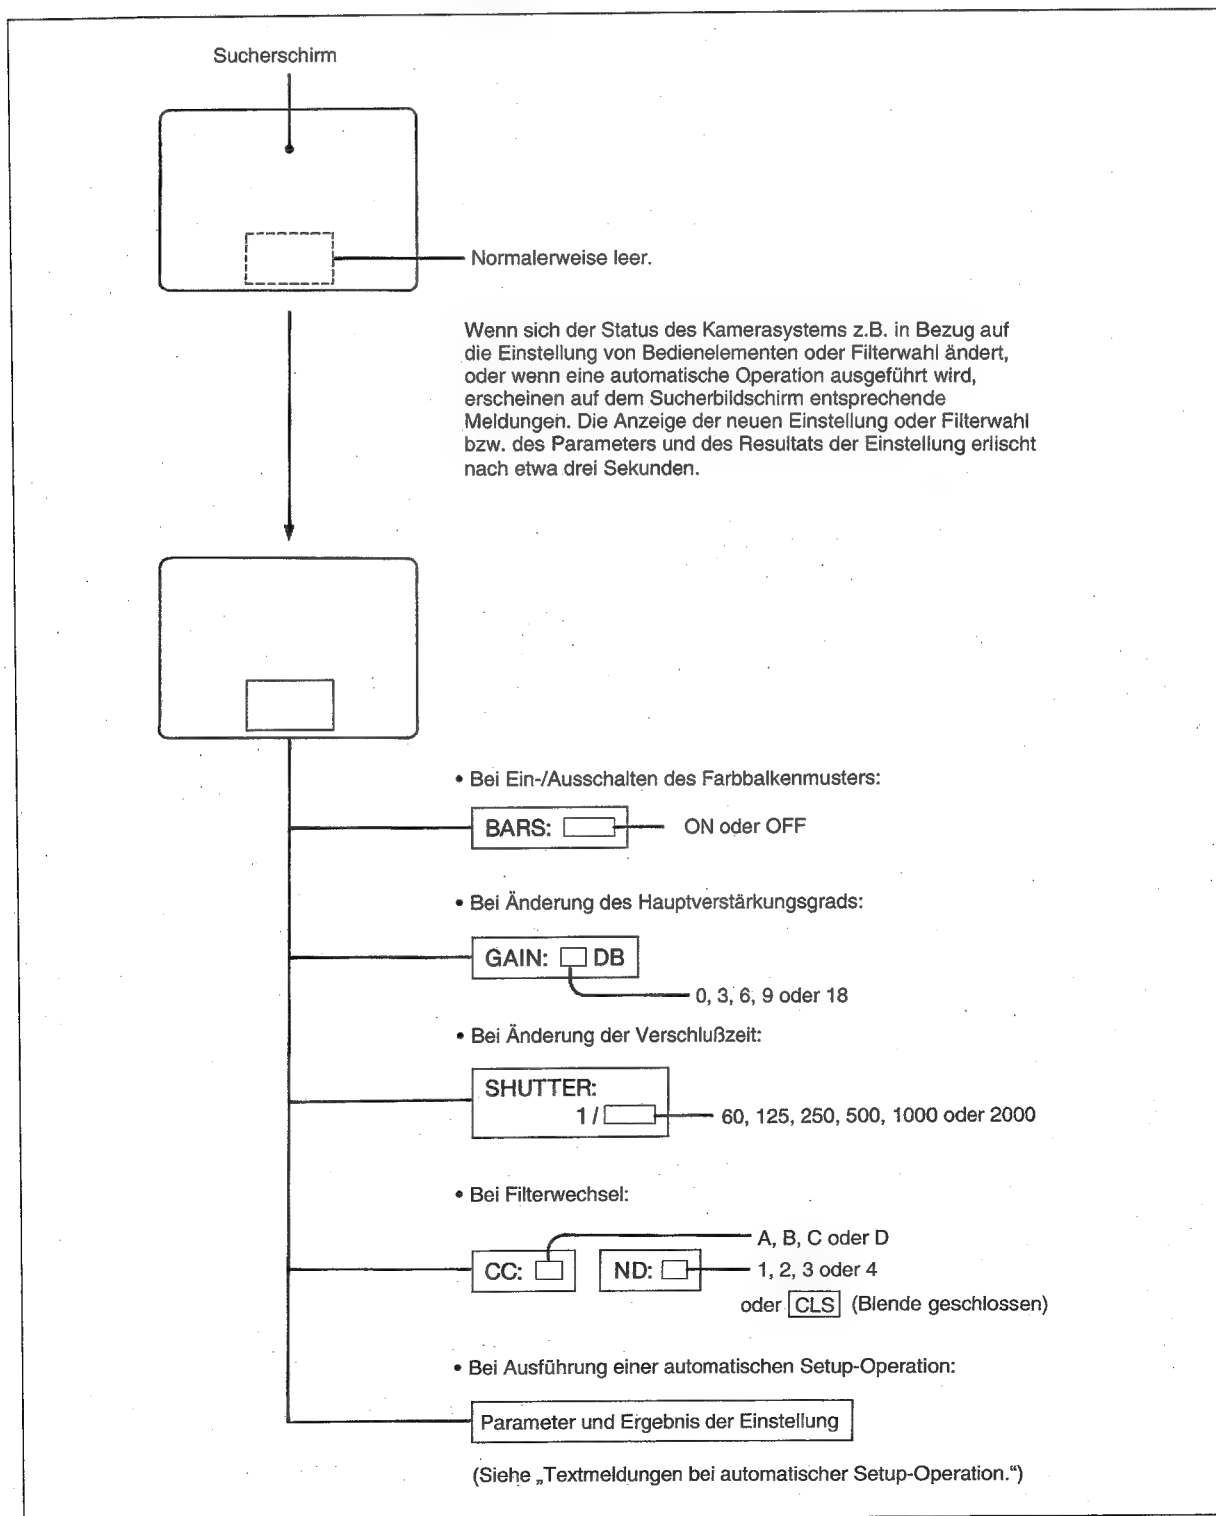 Sucherschirm
Normalerweise leer.
Wenn sich der Status des Kamerasystems z.B. in Bezug auf
die Einstellung von Bedienelementen oder Filterwahl ändert,
oder wenn eine automatische Operation ausgeführt wird,
erscheinen auf dem Sucherbildschirm entsprechende
Meldungen. Die Anzeige der neuen Einstellung oder Filterwahl
bzw. des Parameters und des Resultats der Einstellung erlischt
nach etwa drei Sekunden.
• Bei Ein-/Ausschalten des Farbbalkenmusters:
BARS: ON oder OFF
• Bei Änderung des Hauptverstärkungsgrads:
GAIN: DB
0, 3, 6, 9 oder 18
• Bei Änderung der Verschlußzeit:
SHUTTER:
1/ 60, 125, 250, 500, 1000 oder 2000
• Bei Filterwechsel:
A, B, C oder D
CC: ND: 1, 2, 3 oder 4
oder CLS (Blende geschlossen)
• Bei Ausführung einer automatischen Setup-Operation:
Parameter und Ergebnis der Einstellung
(Siehe „Textmeldungen bei automatischer Setup-Operation.“)